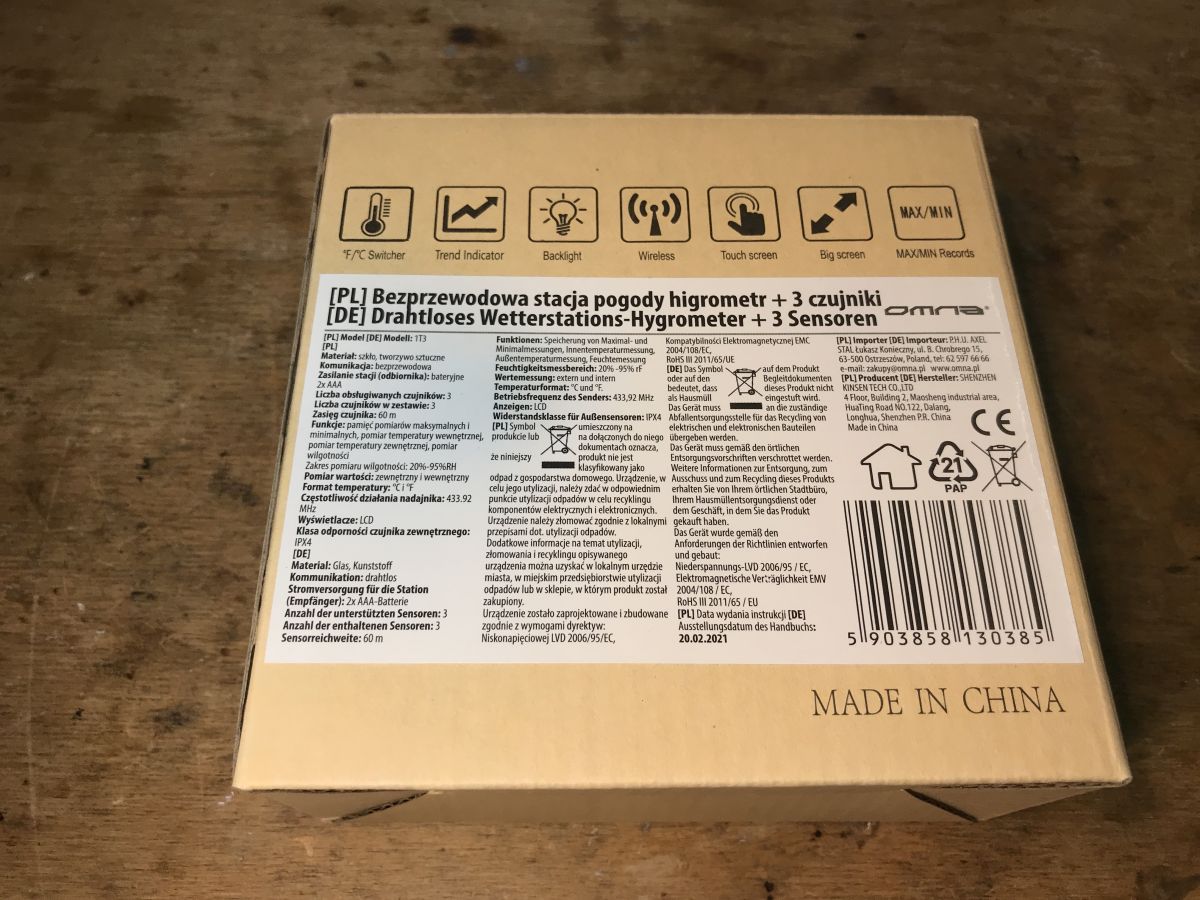 MAX/MIN
°F/°C Switcher
Trend Indicator
Backlight
Wireless
Touch screen
Big screen
MAX/MIN Records
[PL] Bezprzewodowa stacja pogody higrometr + 3 czujniki
[DE] Drahtloses Wetterstations-Hygrometer + 3 Sensoren
omna®
[PL] Model [DE] Modell: 1T3
[PL]
Materiał: szkło, tworzywo sztuczne
Komunikacja: bezprzewodowa
Zasilanie stacji (odbiornika): bateryjne
2x AAA
Liczba obsługiwanych czujników: 3
Liczba czujników w zestawie: 3
Zasięg czujnika: 60 m
Funkcje: pamięć pomiarów maksymalnych i
minimalnych, pomiar temperatury wewnętrznej,
pomiar temperatury zewnętrznej, pomiar
wilgotności
Zakres pomiaru wilgotności: 20%-95%RH
Pomiar wartości: zewnętrzny i wewnętrzny
Format temperatury: °C i °F
Częstotliwość działania nadajnika: 433.92
MHz
Wyświetlacze: LCD
Klasa odporności czujnika zewnętrznego:
IPX4
[DE]
Material: Glas, Kunststoff
Kommunikation: drahtlos
Stromversorgung für die Station
(Empfänger): 2x AAA-Batterie
Anzahl der unterstützten Sensoren: 3
Anzahl der enthaltenen Sensoren: 3
Sensorreichweite: 60 m
Funktionen: Speicherung von Maximal- und
Minimalmessungen, Innentemperaturmessung,
Außentemperaturmessung, Feuchtemessung
Feuchtigkeitsmessbereich: 20% -95% rF
Wertemessung: extern und intern
Temperaturformat: °C und °F.
Betriebsfrequenz des Senders: 433,92 MHz
Anzeigen: LCD
Widerstandsklasse für Außensensoren: IPX4
[PL] Symbol umieszczony na
produkcie lub na dołączonych do niego
dokumentach oznacza,
że niniejszy produkt nie jest
klasyfikowany jako
odpad z gospodarstwa domowego. Urządzenie, w
celu jego utylizacji, należy zdać w odpowiednim
punkcie utylizacji odpadów w celu recyklingu
komponentów elektrycznych i elektronicznych.
Urządzenie należy złomować zgodnie z lokalnymi
przepisami dot. utylizacji odpadów.
Dodatkowe informacje na temat utylizacji,
złomowania i recyklingu opisywanego
urządzenia można uzyskać w lokalnym urzędzie
miasta, w miejskim przedsiębiorstwie utylizacji
odpadów lub w sklepie, w którym produkt został
zakupiony.
Urządzenie zostało zaprojektowane i zbudowane
zgodnie z wymogami dyrektyw:
Niskonapięciowej LVD 2006/95/EC,
Kompatybilności Elektromagnetycznej EMC
2004/108/EC,
RoHS III 2011/65/UE
[DE] Das Symbol auf dem Produkt
oder auf den Begleitdokumenten
bedeutet, dass dieses Produkt nicht
als Hausmüll eingestuft wird.
Das Gerät muss an die zuständige
Abfallentsorgungsstelle für das Recycling von
elektrischen und elektronischen Bauteilen
übergeben werden.
Das Gerät muss gemäß den örtlichen
Entsorgungsvorschriften verschrottet werden.
Weitere Informationen zur Entsorgung, zum
Ausschuss und zum Recycling dieses Produkts
erhalten Sie von Ihrem örtlichen Stadtbüro,
Ihrem Hausmüllentsorgungsdienst oder
dem Geschäft, in dem Sie das Produkt
gekauft haben.
Das Gerät wurde gemäß den
Anforderungen der Richtlinien entworfen
und gebaut:
Niederspannungs-LVD 2006/95 / EC,
Elektromagnetische Verträglichkeit EMV
2004/108 / EC,
RoHS III 2011/65 / EU
[PL] Data wydania instrukcji [DE]
Ausstellungsdatum des Handbuchs:
20.02.2021
[PL] Importer [DE] Importeur: P.H.U. AXEL
STAL Łukasz Konieczny, ul. B. Chrobrego 15,
63-500 Ostrzeszów, Poland, tel: 62 597 66 66
e-mail: zakupy@omna.pl www.omna.pl
[PL] Producent [DE] Hersteller: SHENZHEN
KINSEN TECH CO.,LTD
4 Floor, Building 2, Maosheng industrial area,
HuaTing Road NO.122, Dalang,
Longhua, Shenzhen P.R. China
Made in China
CE
21
PAP
5 903858 130385
MADE IN CHINA